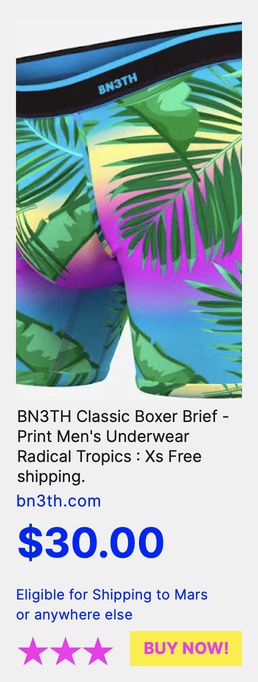 BN3TH
BN3TH Classic Boxer Brief -
Print Men's Underwear
Radical Tropics : Xs Free
shipping.
bn3th.com
$30.00
Eligible for Shipping to Mars
or anywhere else
BUY NOW!